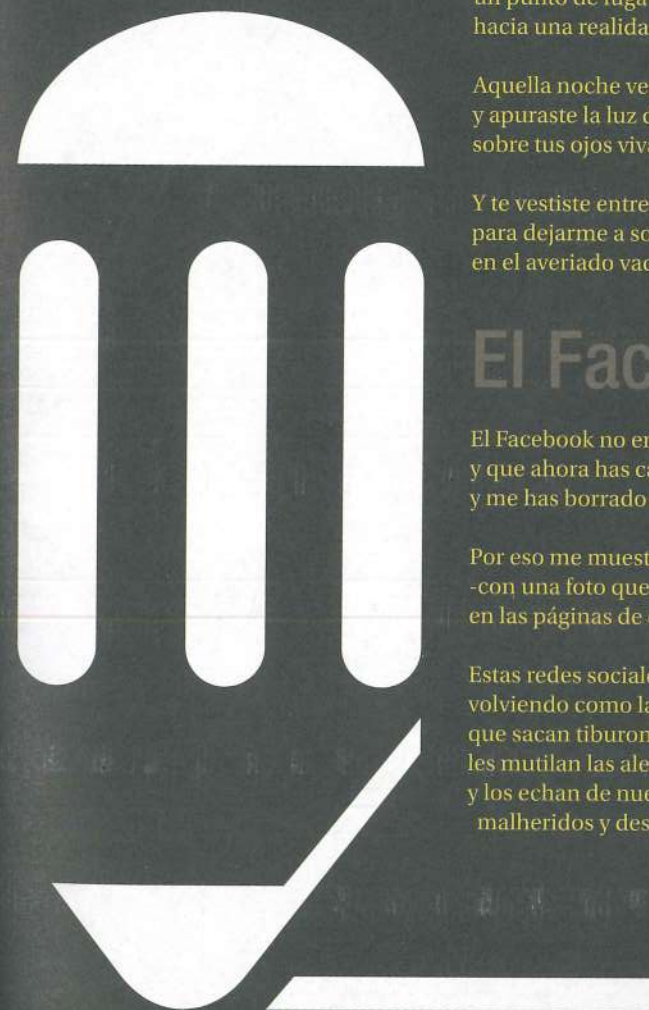 un punto de fuga
hacia una realida
Aquella noche ve
y apuraste la luz
sobre tus ojos viv
Y te vestiste entre
para dejarme a so
en el averiado vac
El Fac
El Facebook no en
y que ahora has ca
y me has borrado
Por eso me muest
-con una foto que
en las páginas de
Estas redes sociale
volviendo como la
que sacan tiburon
les mutilan las ale
y los echan de nue
malheridos y des